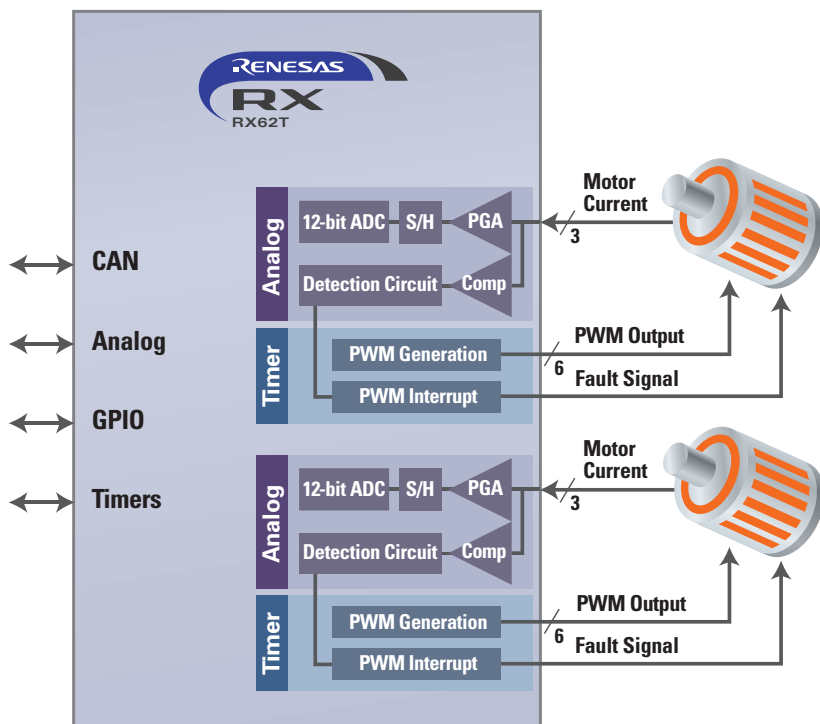 RENESAS
RX
RX62T
CAN
Analog
GPIO
Timers
Analog
12-bit ADC
S/H
PGA
Motor
Current
3
Detection Circuit
Comp
Timer
PWM Generation
PWM Output
6
PWM Interrupt
Fault Signal
Analog
12-bit ADC
S/H
PGA
Motor
Current
3
Detection Circuit
Comp
Timer
PWM Generation
PWM Output
6
PWM Interrupt
Fault Signal